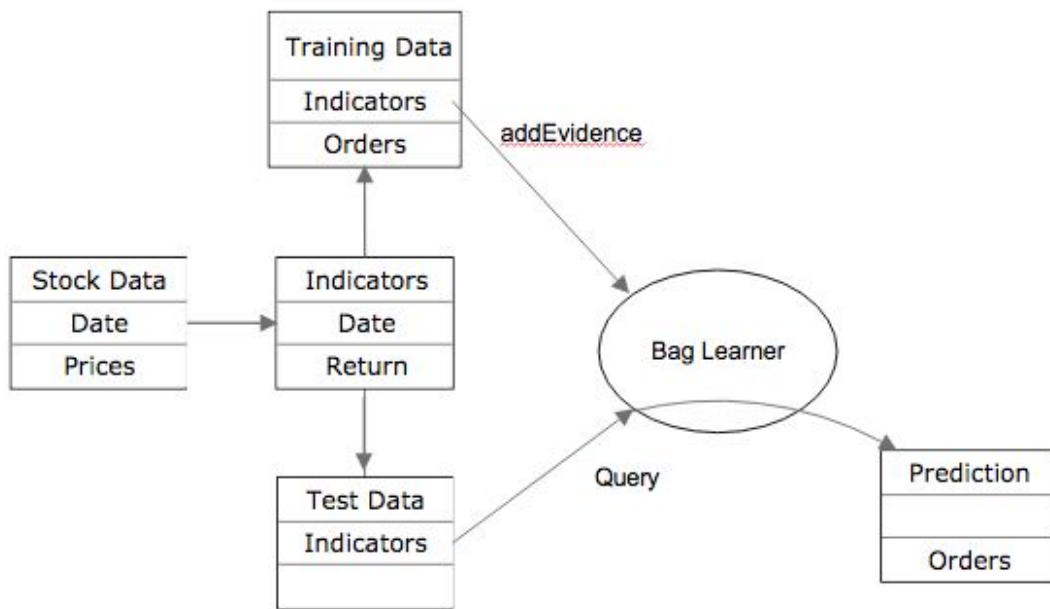 Training Data
Indicators
Orders
addEvidence
Stock Data
Date
Prices
Indicators
Date
Return
Bag Learner
Test Data
Indicators
Query
Prediction
Orders